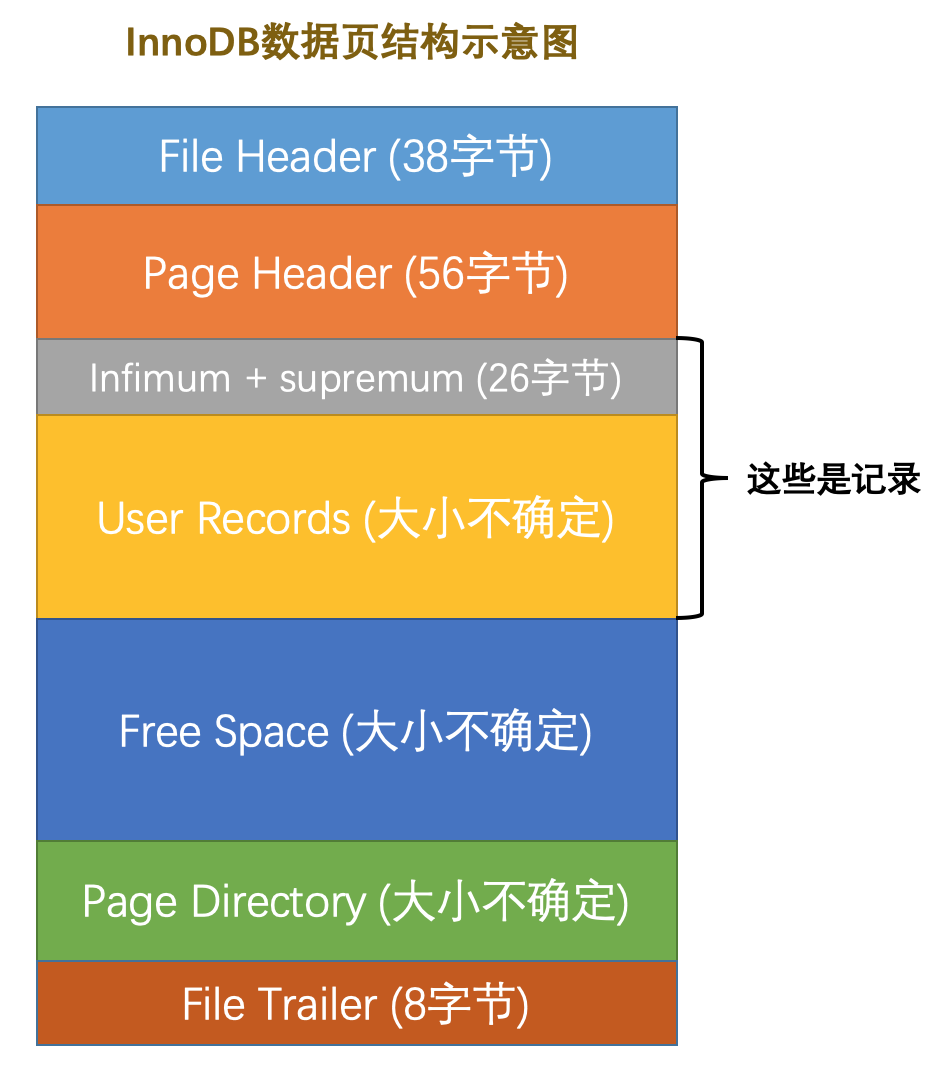 InnoDB数据页结构示意图
File Header (38字节)
Page Header (56字节)
Infimum + supremum (26字节)
User Records (大小不确定)
这些是记录
Free Space (大小不确定)
Page Directory (大小不确定)
File Trailer (8字节)